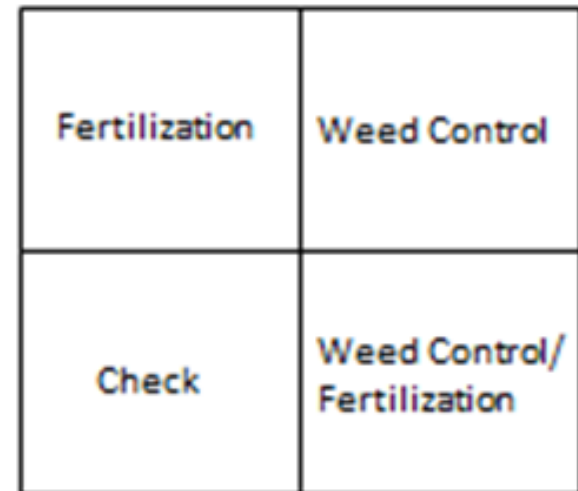 Fertilization
Weed Control
Check
Weed Control/
Fertilization